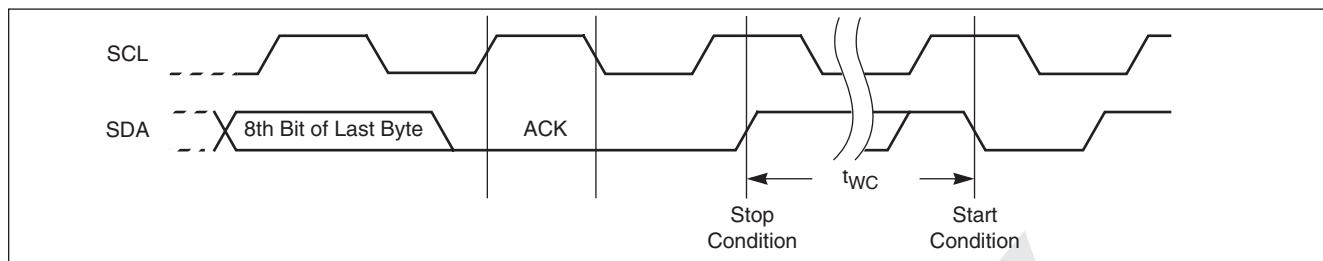 SCL
SDA
8th Bit of Last Byte
ACK
tWC
Stop
Condition
Start
Condition